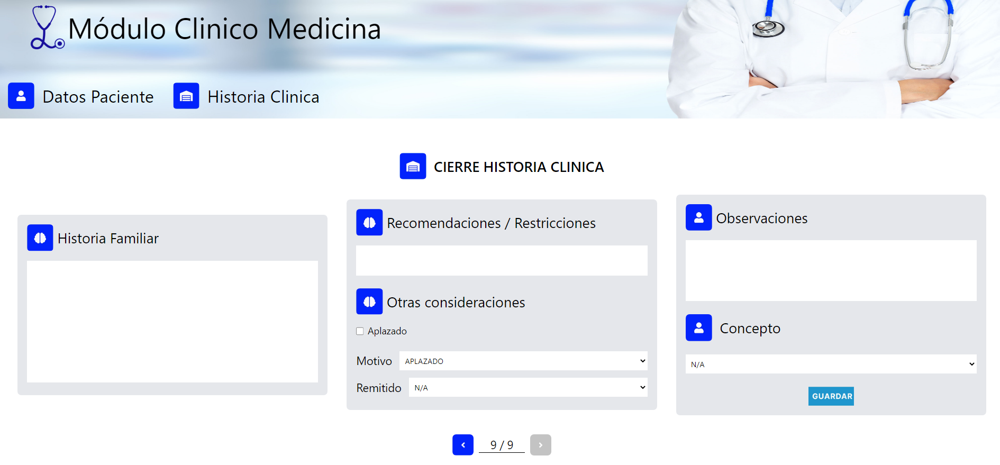 Módulo Clinico Medicina
Datos Paciente
Historia Clinica
CIERRE HISTORIA CLINICA
Historia Familiar
Recomendaciones / Restricciones
Otras consideraciones
Aplazado
Motivo APLAZADO
Remitido N/A
Observaciones
Concepto
N/A
GUARDAR
9 / 9